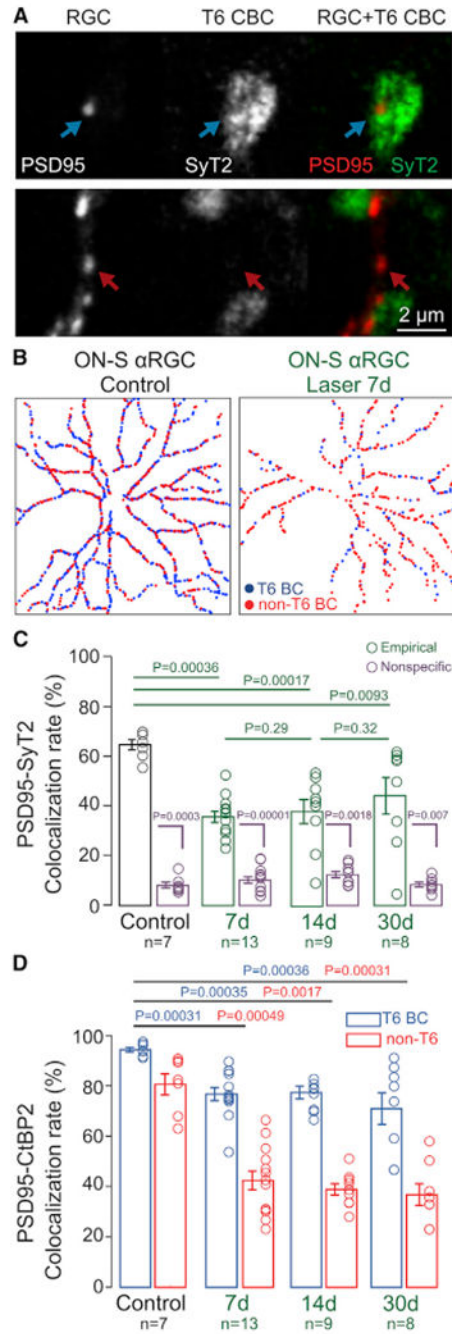 A
RGC T6 CBC RGC+T6 CBC
PSD95 SyT2 PSD95 SyT2
2 μm
B
ON-S αRGC ON-S αRGC
Control Laser 7d
T6 BC
non-T6 BC
C
Empirical
Nonspecific
P=0.00036
P=0.00017
P=0.0093
P=0.29 P=0.32
P=0.0003 P=0.00001 P=0.0018 P=0.007
PSD95-SyT2
Colocalization rate (%)
100
80
60
40
20
0
Control 7d 14d 30d
n=7 n=13 n=9 n=8
D
P=0.00036 P=0.00031
P=0.00035 P=0.0017
P=0.00031 P=0.00049
T6 BC
non-T6
PSD95-CtBP2
Colocalization rate (%)
100
80
60
40
20
0
Control 7d 14d 30d
n=7 n=13 n=9 n=8